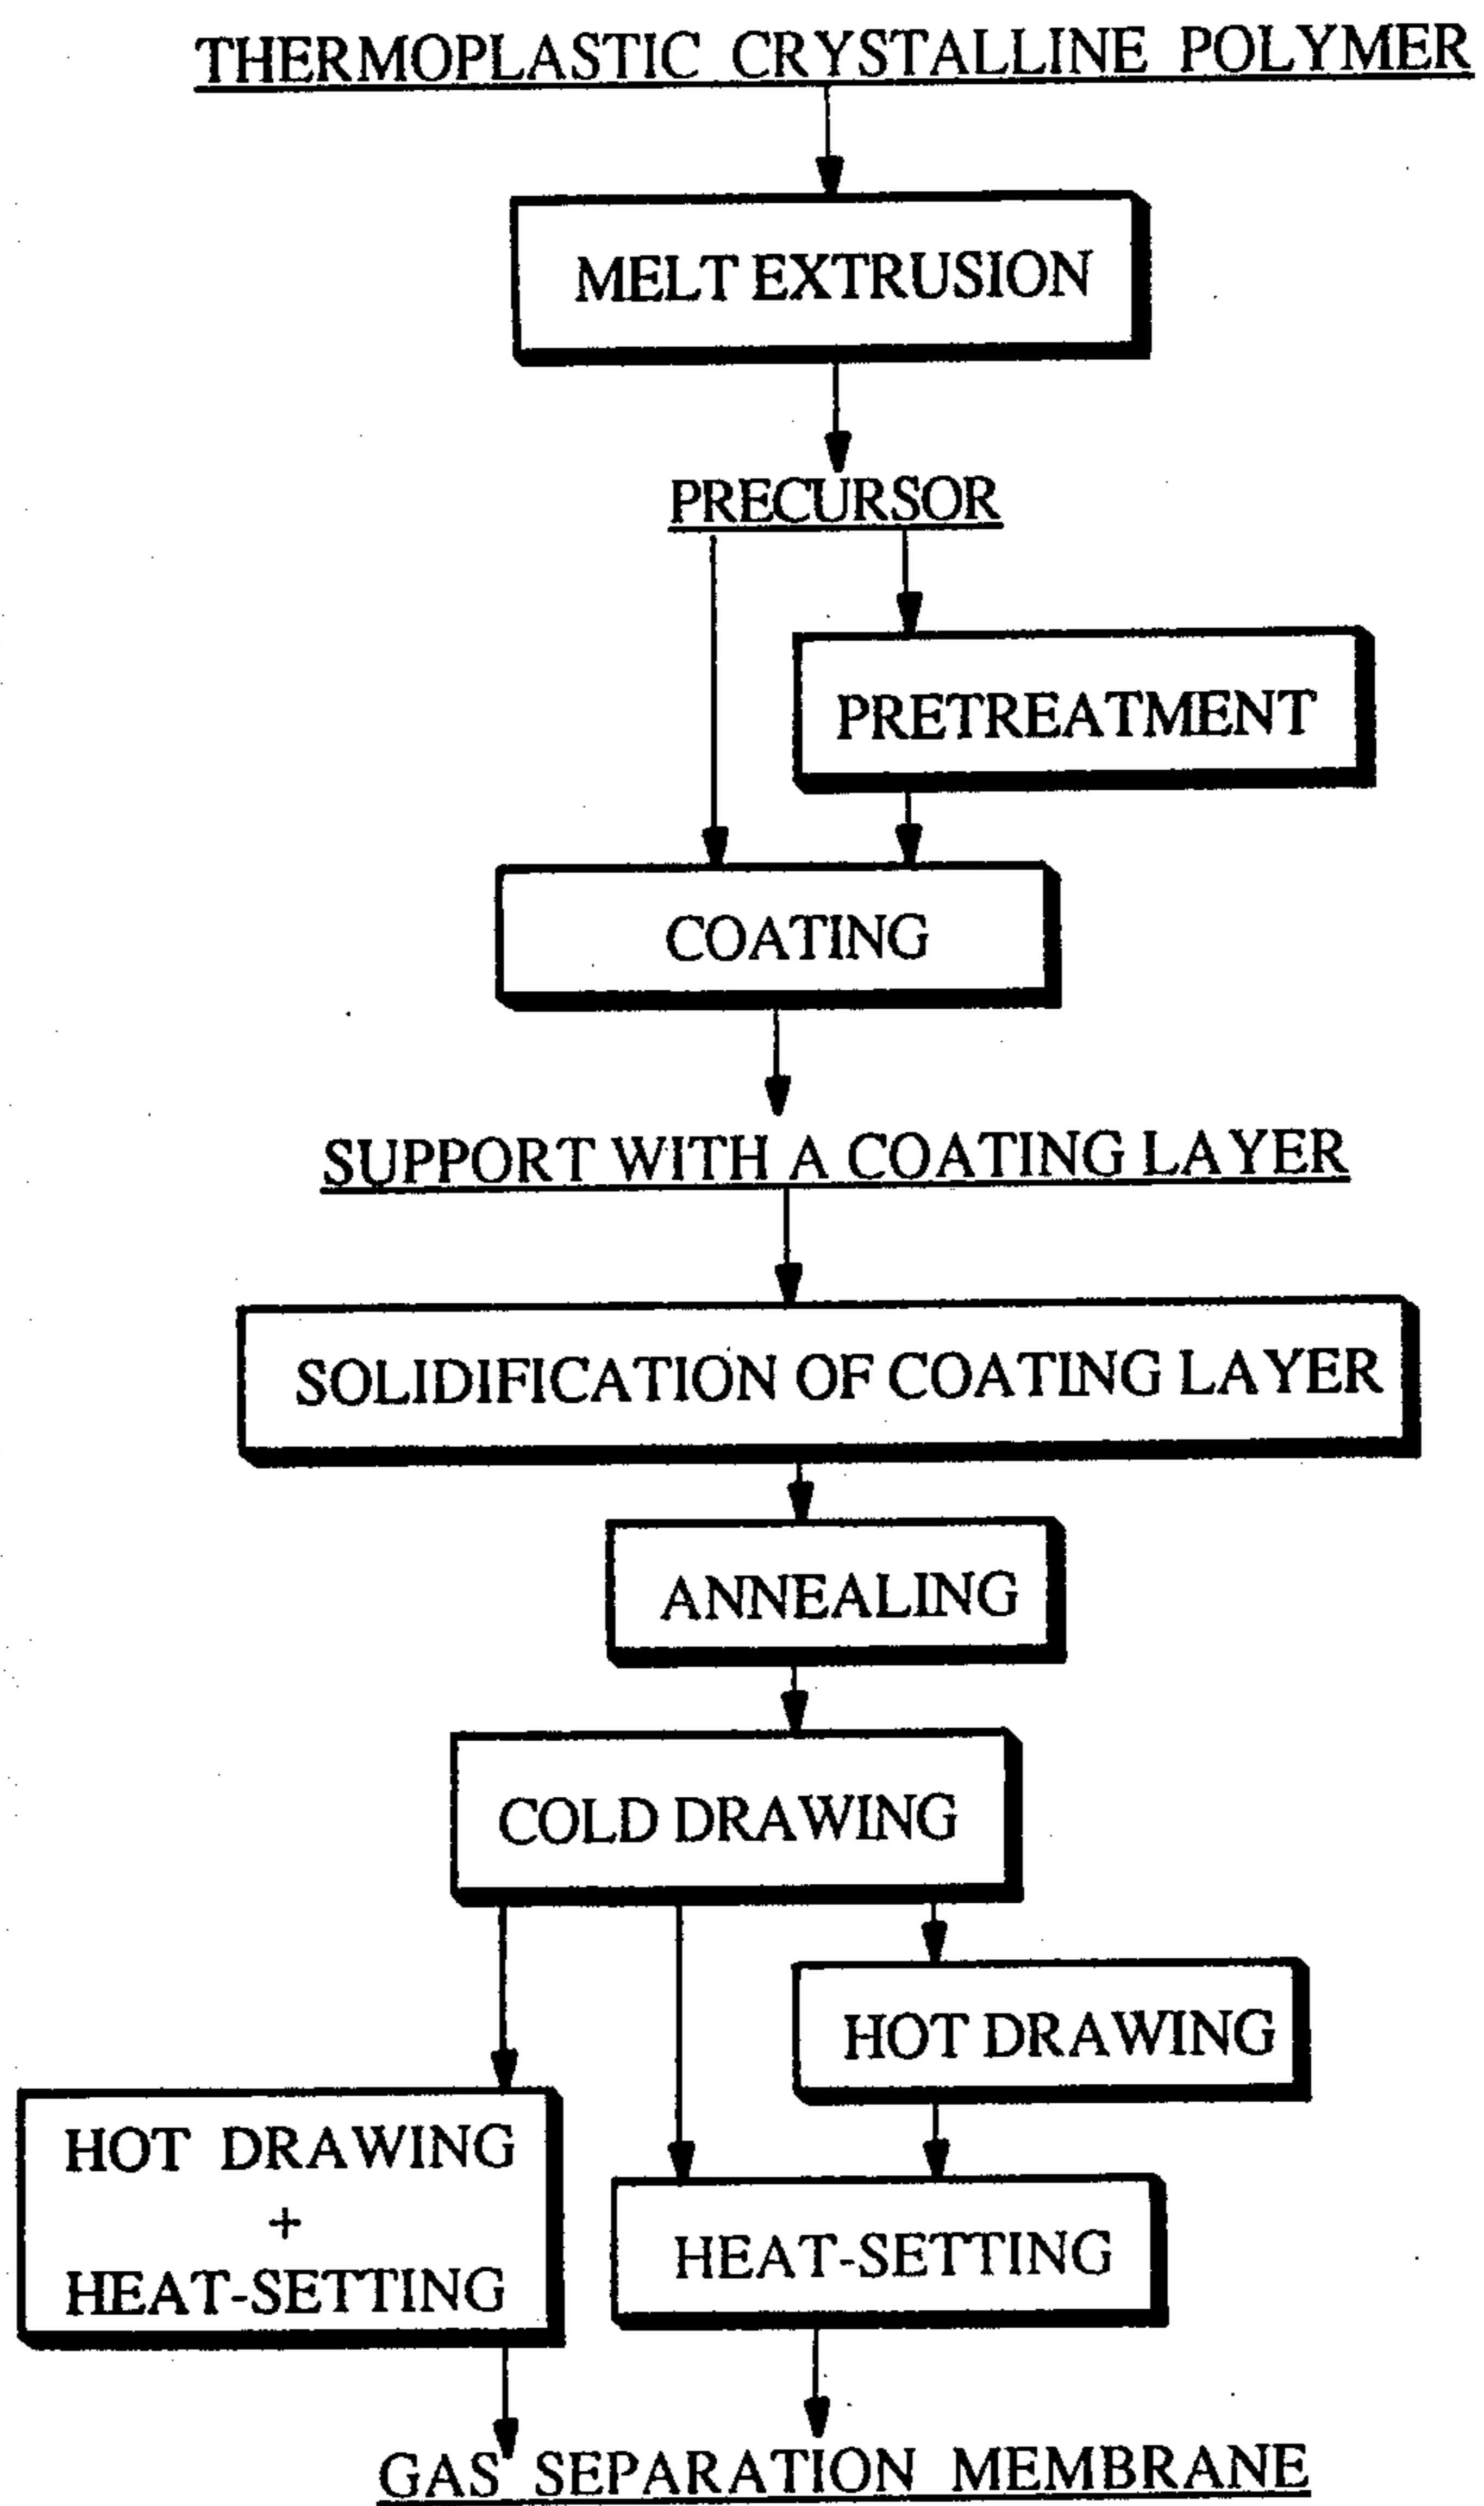 THERMOPLASTIC CRYSTALLINE POLYMER
MELT EXTRUSION
PRECURSOR
PRETREATMENT
COATING
SUPPORT WITH A COATING LAYER
SOLIDIFICATION OF COATING LAYER
ANNEALING
COLD DRAWING
HOT DRAWING
HOT DRAWING
+
HEAT-SETTING
HEAT-SETTING
GAS SEPARATION MEMBRANE